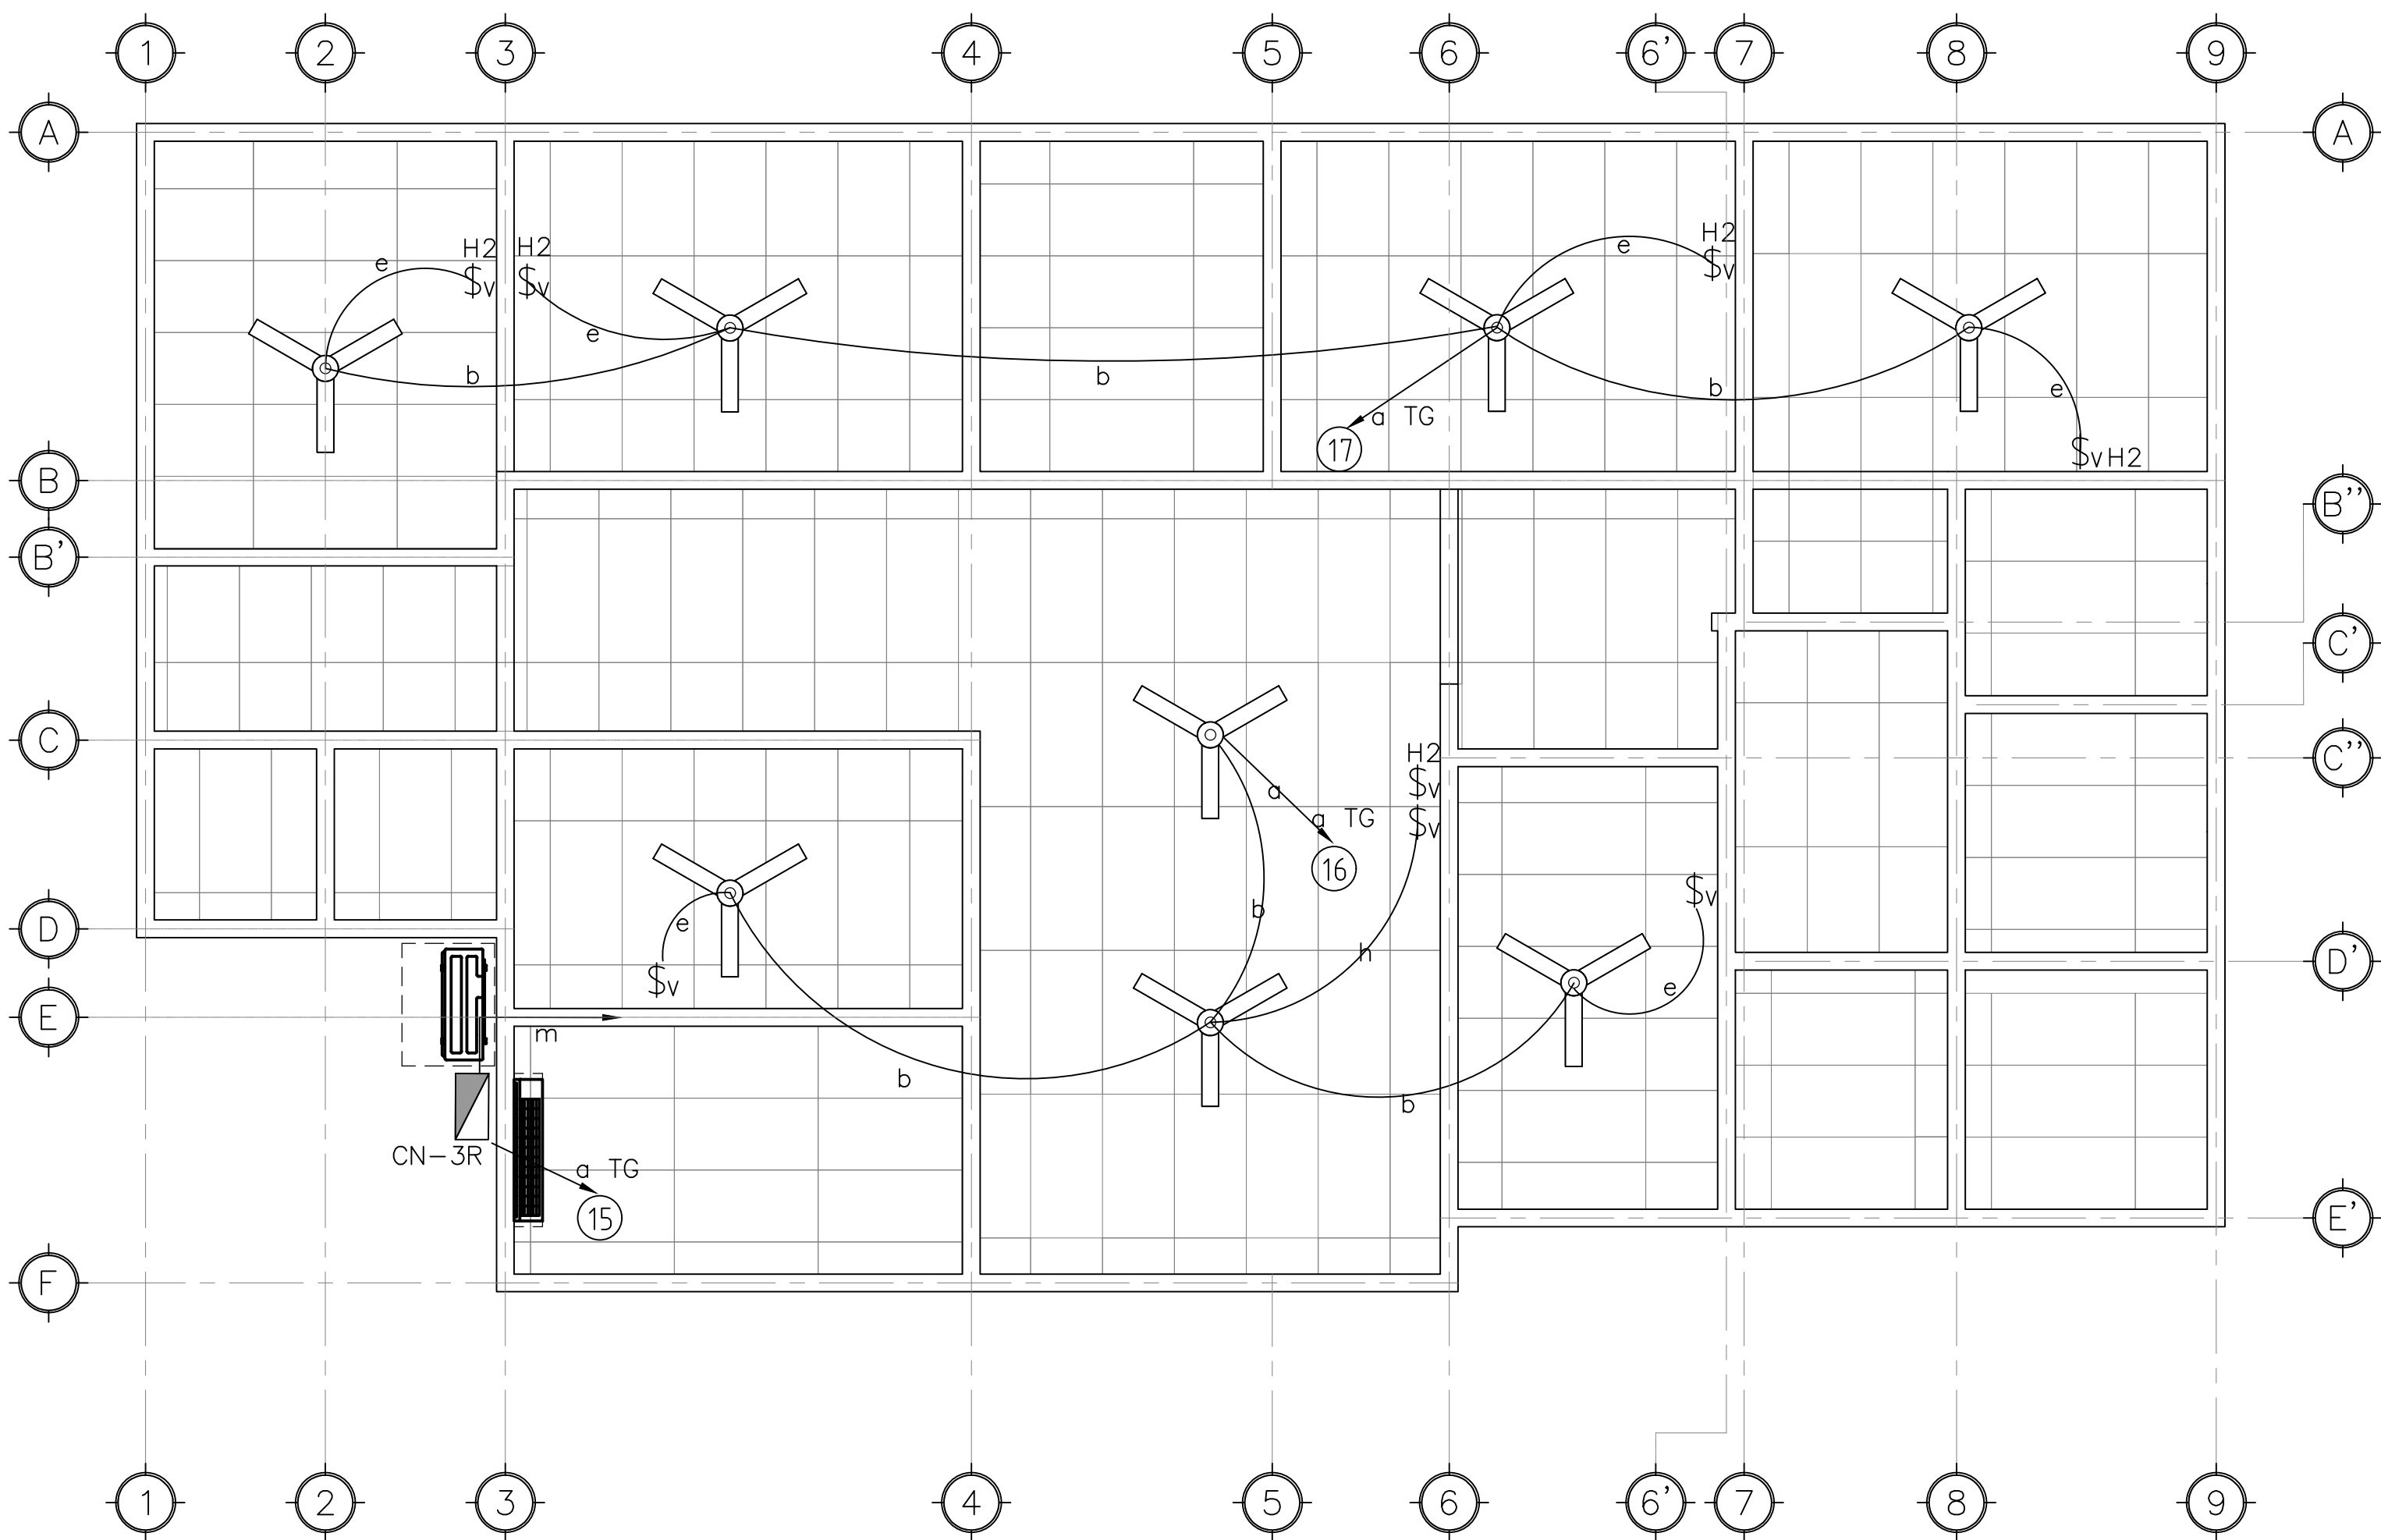 1 2 3 4 5 6 6' 7 8 9
A A
H2 H2 H2
e $v $v e $v
e
b b b e
a TG
17
$vH2
B B''
B'
C'
C C''
H2
$v
a
a TG $v
16
$v
D b
e D'
$v h
e
E
m
b b
CN-3R
a TG
15
E'
F
1 2 3 4 5 6 6' 7 8 9